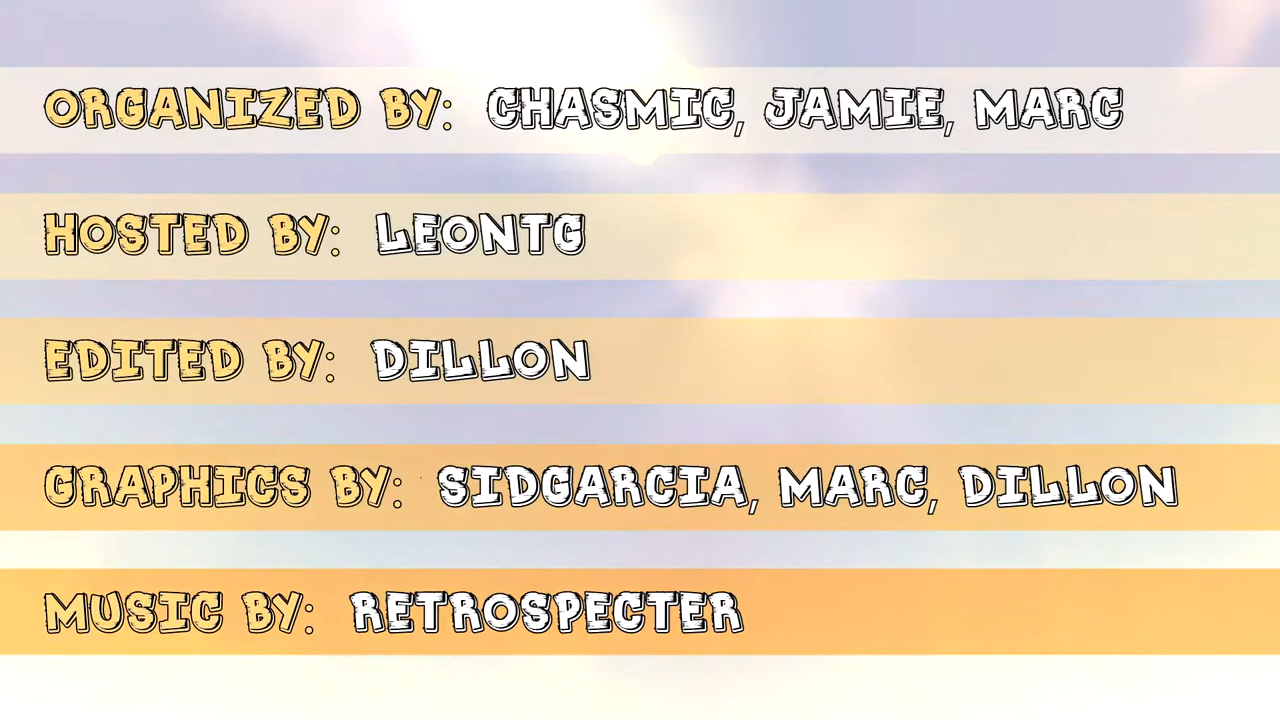 ORGANIZED BY: CHASMIC, JAMIE, MARC
HOSTED BY: LEONTG
EDITED BY: DILLON
GRAPHICS BY: SIDGARCIA, MARC, DILLON
MUSIC BY: RETROSPECTER